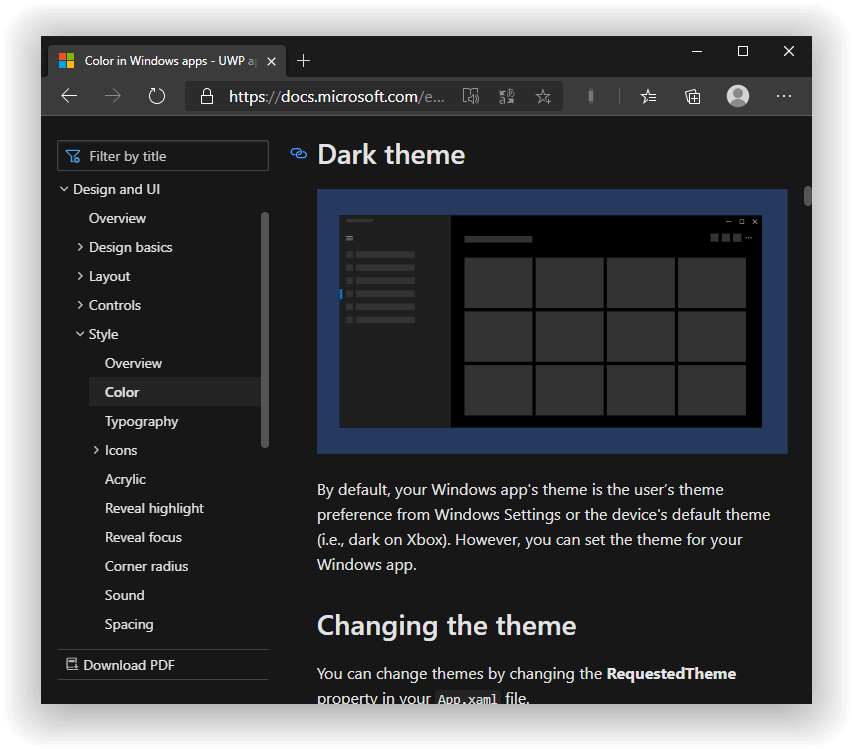 Color in Windows apps - UWP ap
https://docs.microsoft.com/e...
Filter by title
Design and UI
Overview
Design basics
Layout
Controls
Style
Overview
Color
Typography
Icons
Acrylic
Reveal highlight
Reveal focus
Corner radius
Sound
Spacing
Download PDF
Dark theme
By default, your Windows app's theme is the user's theme
preference from Windows Settings or the device's default theme
(i.e., dark on Xbox). However, you can set the theme for your
Windows app.
Changing the theme
You can change themes by changing the RequestedTheme
property in your App.xaml file.